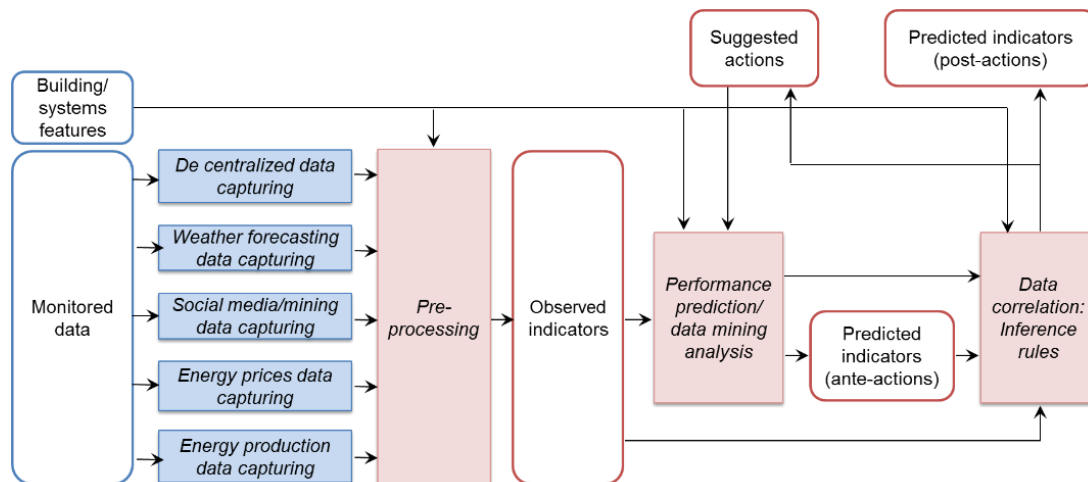 Suggested
actions
Predicted indicators
(post-actions)
Building/
systems
features
Monitored
data
De centralized data
capturing
Weather forecasting
data capturing
Social media/mining
data capturing
Energy prices data
capturing
Energy production
data capturing
Pre-
processing
Observed
indicators
Performance
prediction/
data mining
analysis
Predicted
indicators
(ante-actions)
Data
correlation:
Inference
rules